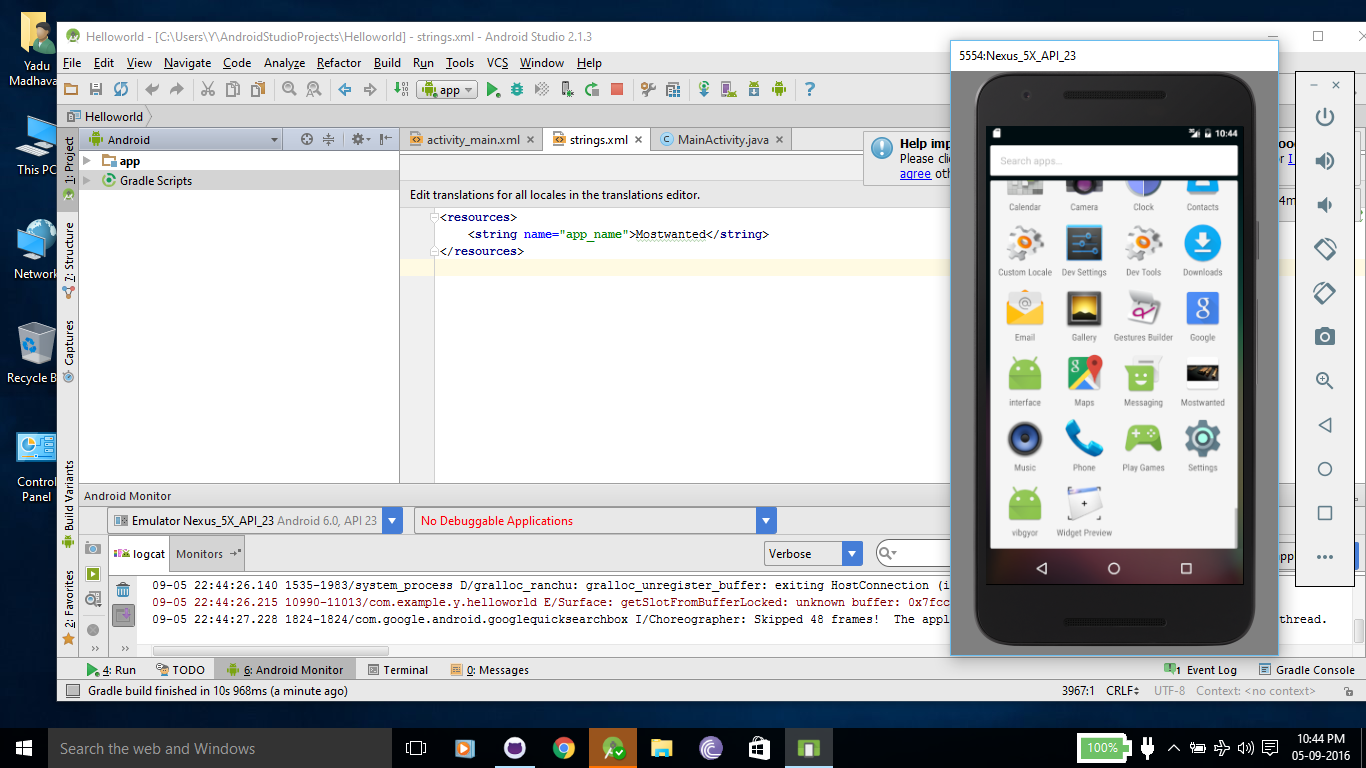 Yadu
Madhava
This PC
Network
Recycle B
Control
Panel
Helloworld - [C:\Users\Y\AndroidStudioProjects\Helloworld] - strings.xml - Android Studio 2.1.3
File Edit View Navigate Code Analyze Refactor Build Run Tools VCS Window Help
app
Helloworld
1: Project
7: Structure
Captures
Build Variants
2: Favorites
Android
app
Gradle Scripts
activity_main.xml
strings.xml
MainActivity.java
Help imp
Please clic
agree oth
Edit translations for all locales in the translations editor.
<resources>
<string name="app_name">Mostwanted</string>
</resources>
Android Monitor
Emulator Nexus_5X_API_23 Android 6.0, API 23
No Debuggable Applications
logcat
Monitors
Verbose
09-05 22:44:26.140 1535-1983/system_process D/gralloc_ranchu: gralloc_unregister_buffer: exiting HostConnection (i
09-05 22:44:26.215 10990-11013/com.example.y.helloworld E/Surface: getSlotFromBufferLocked: unknown buffer: 0x7fcc
09-05 22:44:27.228 1824-1824/com.google.android.googlequicksearchbox I/Choreographer: Skipped 48 frames! The appl
thread.
4: Run
TODO
6: Android Monitor
Terminal
0: Messages
1 Event Log
Gradle Console
Gradle build finished in 10s 968ms (a minute ago)
3967:1 CRLF UTF-8 Context: <no context>
5554:Nexus_5X_API_23
10:44
Search apps...
Calendar Camera Clock Contacts
Custom Locale Dev Settings Dev Tools Downloads
Email Gallery Gestures Builder Google
interface Maps Messaging Mostwanted
Music Phone Play Games Settings
vibgyor Widget Preview
Search the web and Windows
100%
10:44 PM
05-09-2016